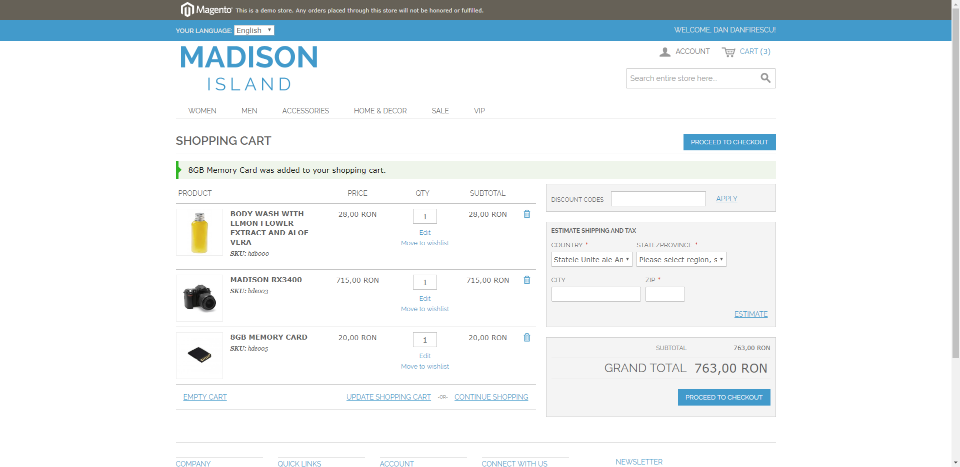 Magento This is a demo store. Any orders placed through this store will not be honored or fulfilled.
YOUR LANGUAGE: English WELCOME, DAN DANFIRESCU!
MADISON
ISLAND
ACCOUNT CART (3)
Search entire store here...
WOMEN MEN ACCESSORIES HOME & DECOR SALE VIP
SHOPPING CART
PROCEED TO CHECKOUT
8GB Memory Card was added to your shopping cart.
PRODUCT PRICE QTY SUBTOTAL
BODY WASH WITH
LEMON FLOWER
EXTRACT AND ALOE
VERA
SKU: hdb000
28,00 RON 1 28,00 RON
Edit
Move to wishlist
MADISON RX3400
SKU: hde003
715,00 RON 1 715,00 RON
Edit
Move to wishlist
8GB MEMORY CARD
SKU: hde005
20,00 RON 1 20,00 RON
Edit
Move to wishlist
EMPTY CART UPDATE SHOPPING CART -OR- CONTINUE SHOPPING
DISCOUNT CODES APPLY
ESTIMATE SHIPPING AND TAX
COUNTRY * STATE/PROVINCE *
Statele Unite ale An Please select region, s
CITY ZIP *
ESTIMATE
SUBTOTAL 763,00 RON
GRAND TOTAL 763,00 RON
PROCEED TO CHECKOUT
COMPANY QUICK LINKS ACCOUNT CONNECT WITH US NEWSLETTER